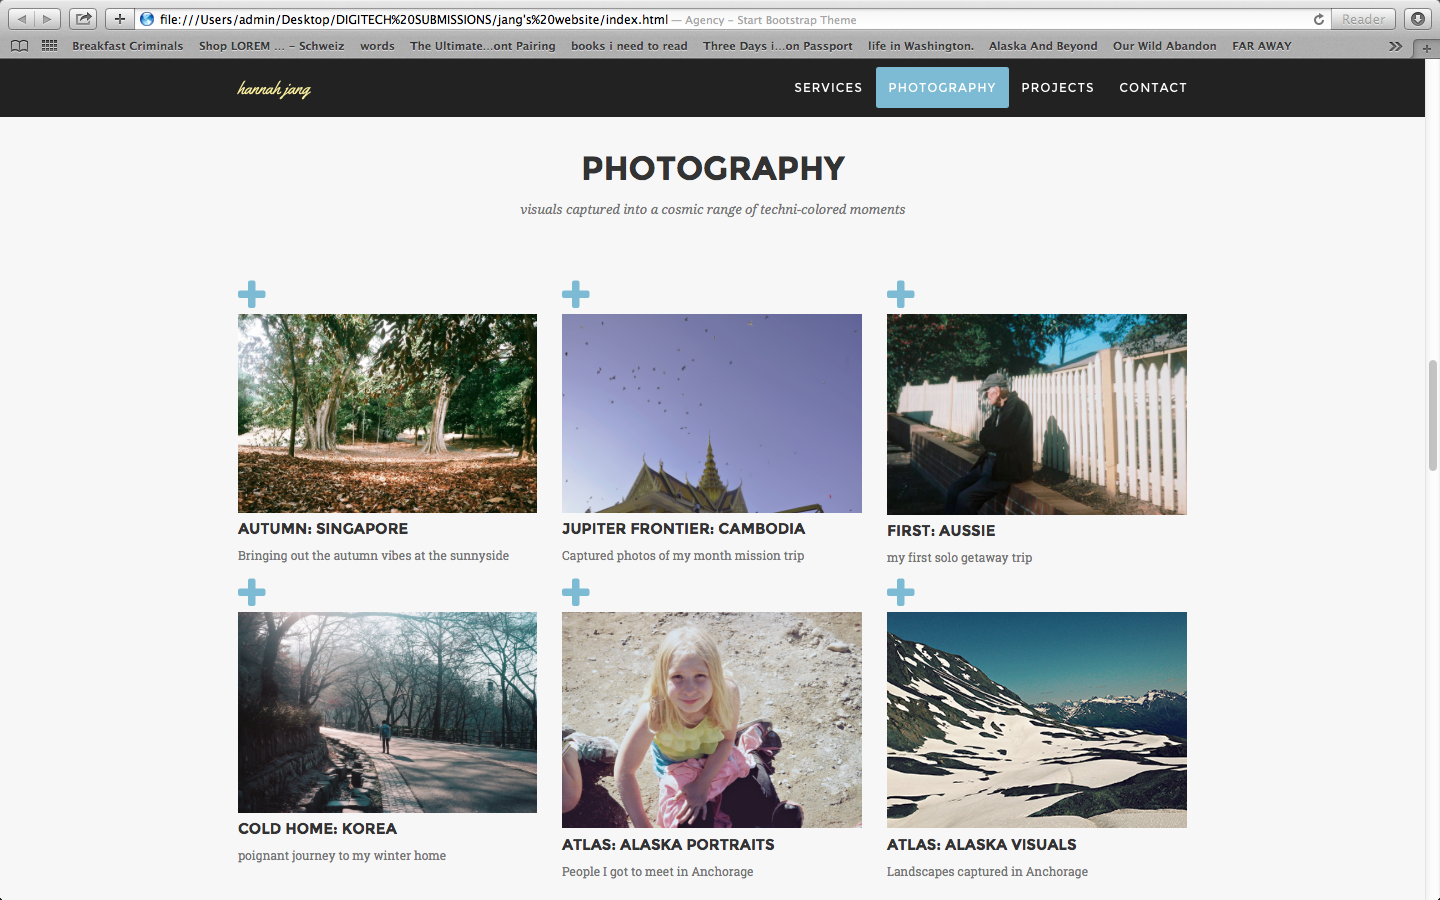 file:///Users/admin/Desktop/DIGITECH%20SUBMISSIONS/jang's%20website/index.html — Agency – Start Bootstrap Theme
Reader
Breakfast Criminals Shop LOREM ... – Schweiz words The Ultimate...ont Pairing books i need to read Three Days i...on Passport life in Washington. Alaska And Beyond Our Wild Abandon FAR AWAY
hannah jang
SERVICES PHOTOGRAPHY PROJECTS CONTACT
PHOTOGRAPHY
visuals captured into a cosmic range of techni-colored moments
AUTUMN: SINGAPORE
Bringing out the autumn vibes at the sunnyside
JUPITER FRONTIER: CAMBODIA
Captured photos of my month mission trip
FIRST: AUSSIE
my first solo getaway trip
COLD HOME: KOREA
poignant journey to my winter home
ATLAS: ALASKA PORTRAITS
People I got to meet in Anchorage
ATLAS: ALASKA VISUALS
Landscapes captured in Anchorage